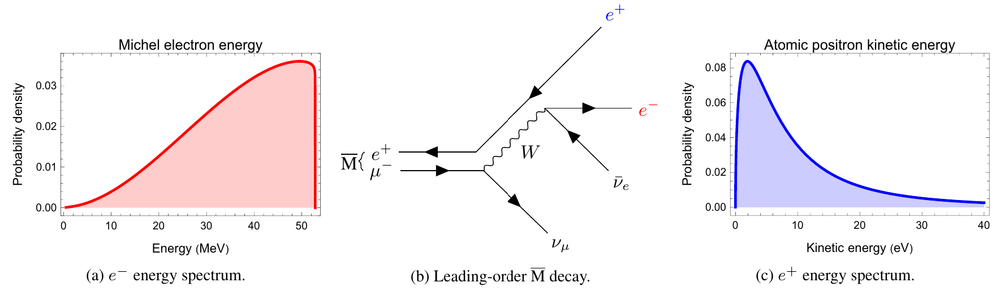 Michel electron energy
Probability density
0.03
0.02
0.01
0.00
0 10 20 30 40 50
Energy (MeV)
(a) e− energy spectrum.
e+
e−
W
M̅{ e+
μ−
ν̄e
νμ
(b) Leading-order M̅ decay.
Atomic positron kinetic energy
Probability density
0.08
0.06
0.04
0.02
0.00
0 10 20 30 40
Kinetic energy (eV)
(c) e+ energy spectrum.